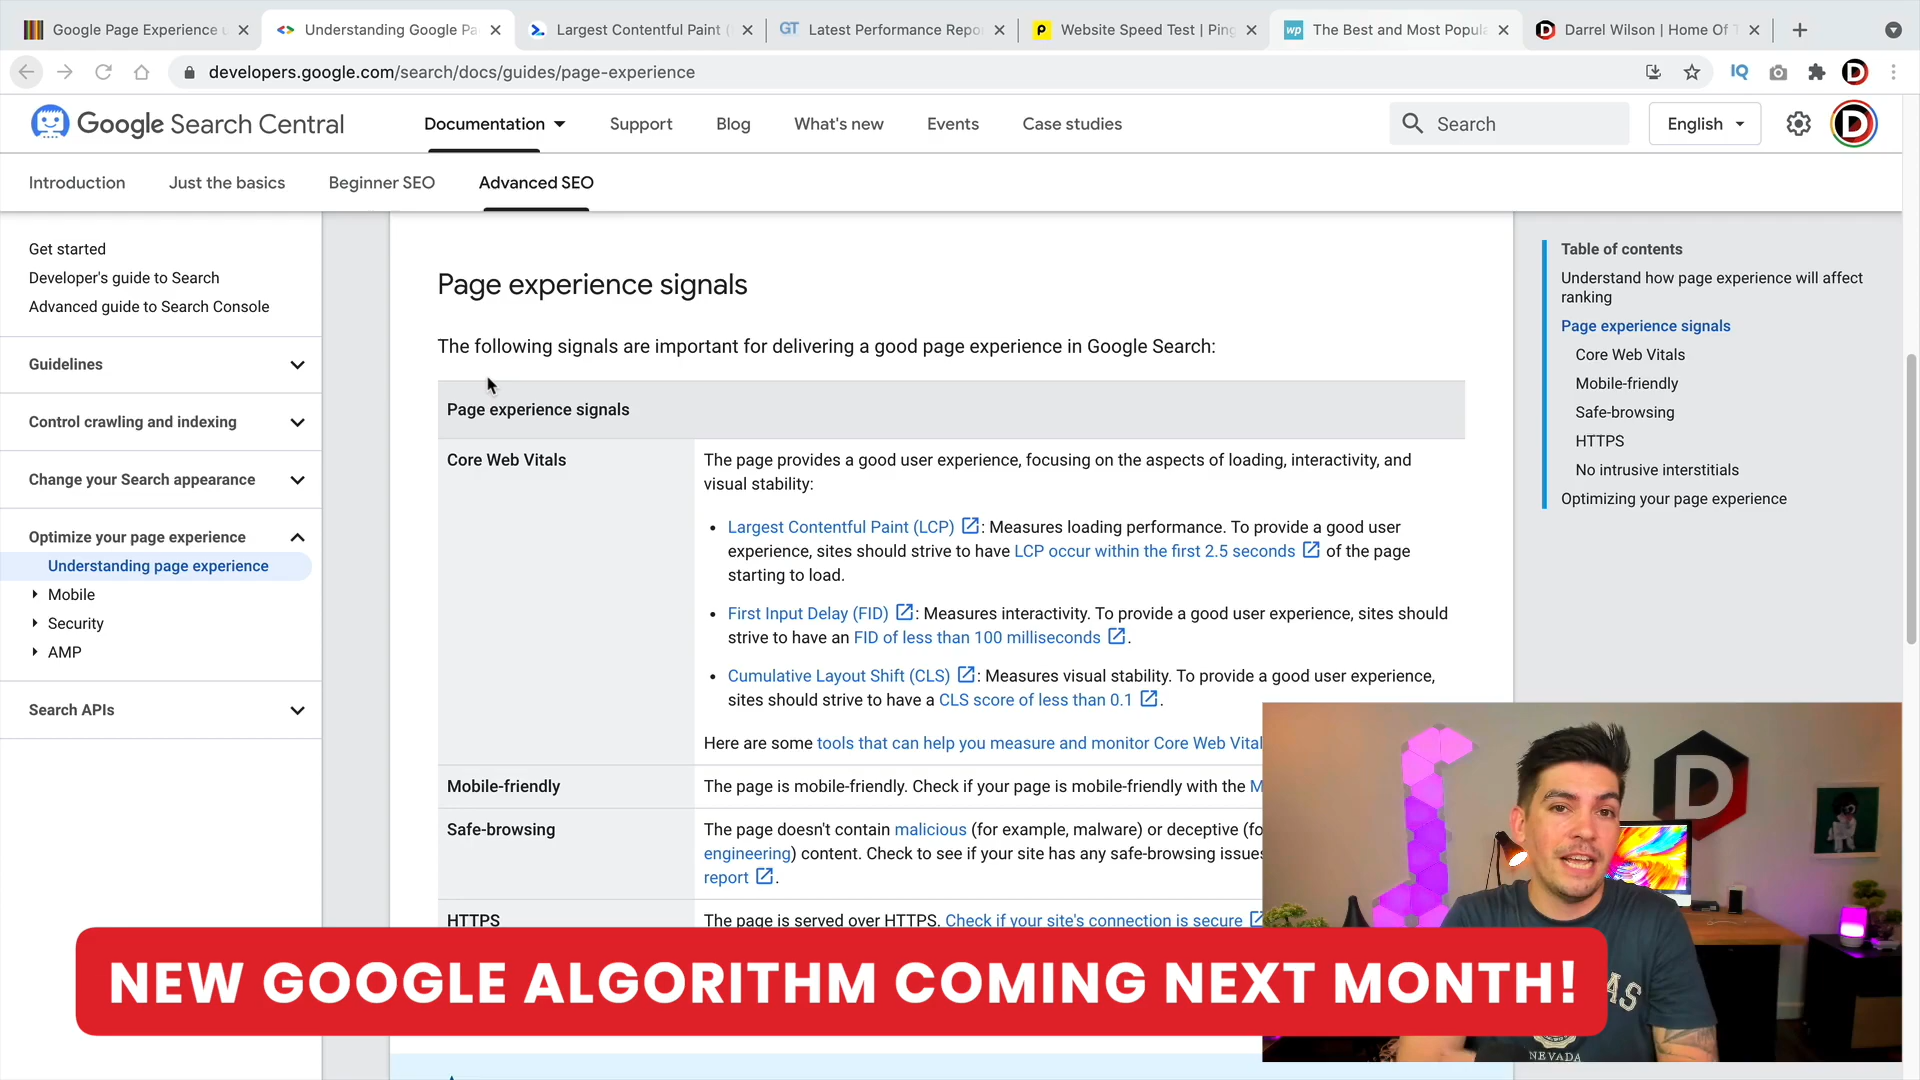 Google Page Experience
Understanding Google Pa
Largest Contentful Paint (
GT Latest Performance Repo
p Website Speed Test | Ping
wp The Best and Most Popula
D Darrel Wilson | Home Of T
developers.google.com/search/docs/guides/page-experience
IQ
D
Google Search Central
Documentation
Support
Blog
What's new
Events
Case studies
Search
English
D
Introduction
Just the basics
Beginner SEO
Advanced SEO
Get started
Developer's guide to Search
Advanced guide to Search Console
Guidelines
Control crawling and indexing
Change your Search appearance
Optimize your page experience
Understanding page experience
Mobile
Security
AMP
Search APIs
Page experience signals
The following signals are important for delivering a good page experience in Google Search:
Page experience signals
Core Web Vitals
The page provides a good user experience, focusing on the aspects of loading, interactivity, and
visual stability:
• Largest Contentful Paint (LCP) : Measures loading performance. To provide a good user
experience, sites should strive to have LCP occur within the first 2.5 seconds of the page
starting to load.
• First Input Delay (FID) : Measures interactivity. To provide a good user experience, sites should
strive to have an FID of less than 100 milliseconds .
• Cumulative Layout Shift (CLS) : Measures visual stability. To provide a good user experience,
sites should strive to have a CLS score of less than 0.1 .
Here are some tools that can help you measure and monitor Core Web Vital
Mobile-friendly
The page is mobile-friendly. Check if your page is mobile-friendly with the M
Safe-browsing
The page doesn't contain malicious (for example, malware) or deceptive (fo
engineering) content. Check to see if your site has any safe-browsing issues
report .
HTTPS
The page is served over HTTPS. Check if your site's connection is secure
Table of contents
Understand how page experience will affect
ranking
Page experience signals
Core Web Vitals
Mobile-friendly
Safe-browsing
HTTPS
No intrusive interstitials
Optimizing your page experience
D
NEW GOOGLE ALGORITHM COMING NEXT MONTH!
AS
NEVADA